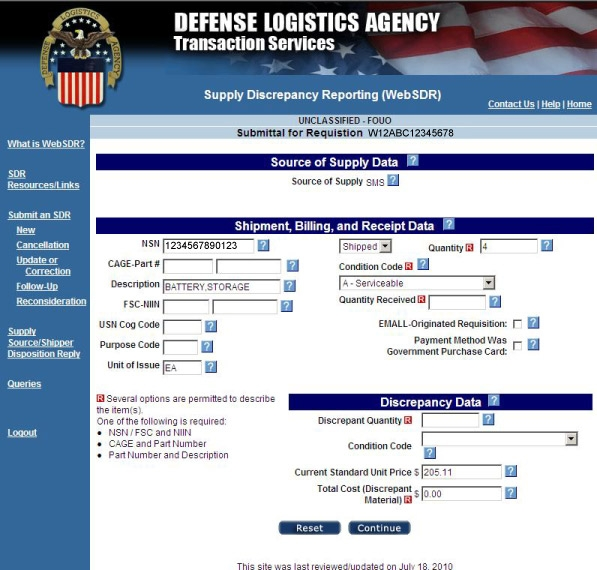 DEFENSE LOGISTICS AGENCY
DEFENSE LOGISTICS AGENCY
Transaction Services
Supply Discrepancy Reporting (WebSDR)
Contact Us | Help | Home
UNCLASSIFIED - FOUO
Submittal for Requistion W12ABC12345678
What is WebSDR?
SDR
Resources/Links
Submit an SDR
New
Cancellation
Update or
Correction
Follow-Up
Reconsideration
Supply
Source/Shipper
Disposition Reply
Queries
Logout
Source of Supply Data ?
Source of Supply SMS ?
Shipment, Billing, and Receipt Data ?
NSN 1234567890123 ? Shipped Quantity R 4 ?
CAGE-Part # ? Condition Code R ?
Description BATTERY,STORAGE ? A - Serviceable
FSC-NIIN ? Quantity Received R ?
USN Cog Code ? EMALL-Originated Requisition: ?
Purpose Code ? Payment Method Was
Government Purchase Card: ?
Unit of Issue EA ?
R Several options are permitted to describe
the item(s).
One of the following is required:
• NSN / FSC and NIIN
• CAGE and Part Number
• Part Number and Description
Discrepancy Data ?
Discrepant Quantity R ?
Condition Code
?
Current Standard Unit Price $ 205.11 ?
Total Cost (Discrepant
Material) R $ 0.00 ?
Reset Continue
This site was last reviewed/updated on July 18, 2010